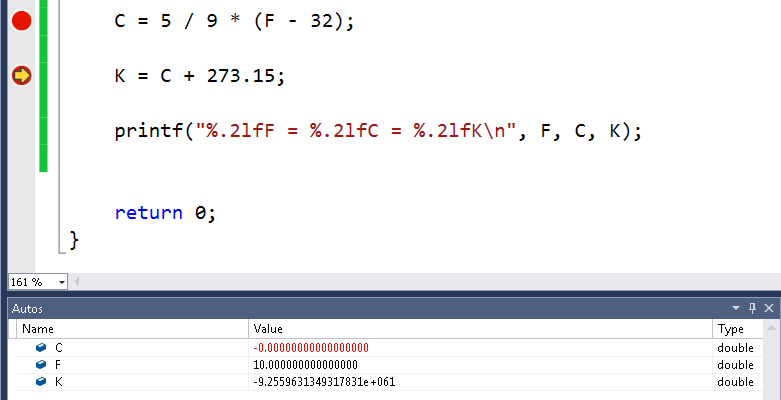 C = 5 / 9 * (F - 32);
K = C + 273.15;
printf("%.2lfF = %.2lfC = %.2lfK\n", F, C, K);
return 0;
}
161 %
Autos
Name Value Type
C -0.00000000000000000 double
F 10.000000000000000 double
K -9.2559631349317831e+061 double